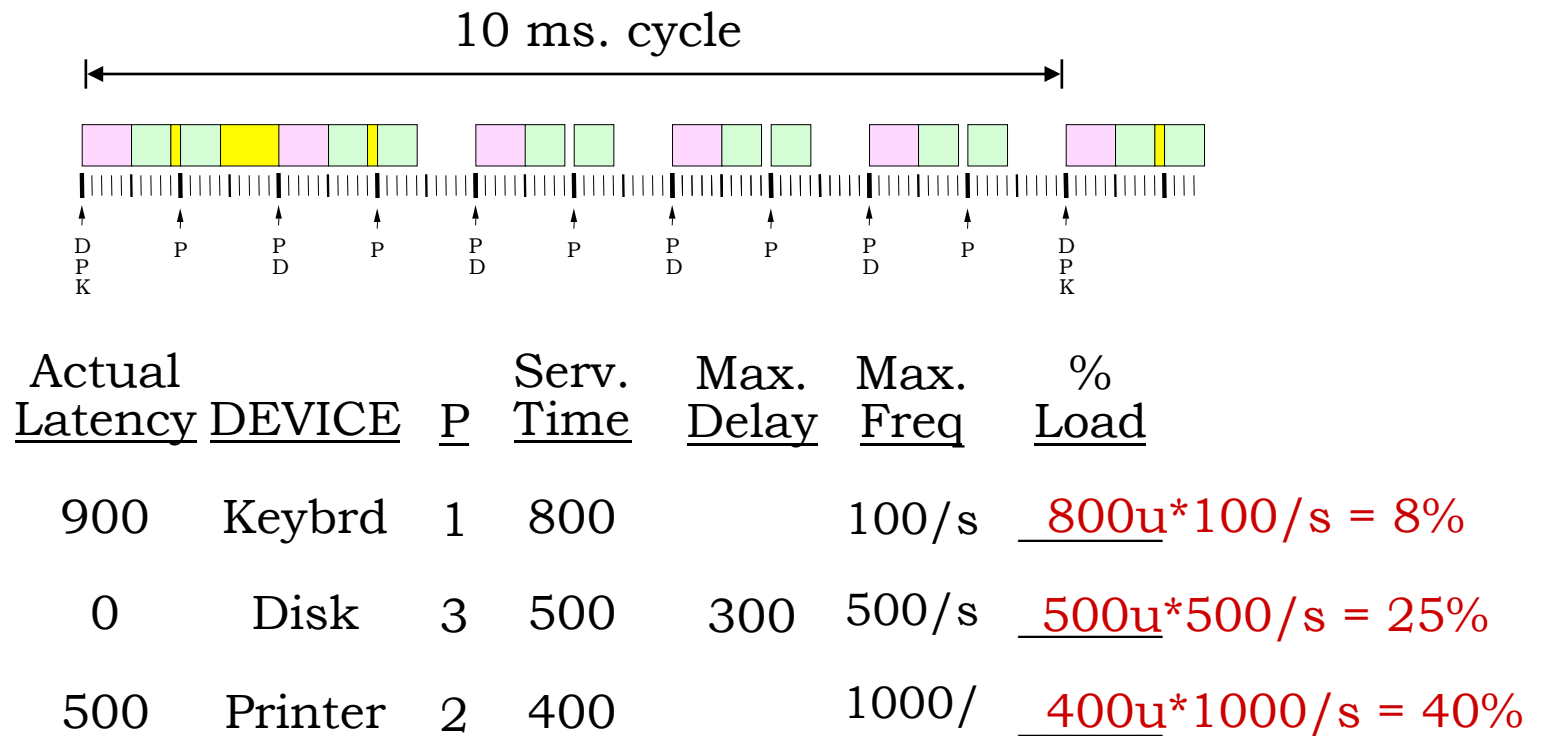 10 ms. cycle
D P P P P P P P P P D
P D D D D P
K K
Actual Serv. Max. Max. %
Latency DEVICE P Time Delay Freq Load
900 Keybrd 1 800 100/s 800u*100/s = 8%
0 Disk 3 500 300 500/s 500u*500/s = 25%
500 Printer 2 400 1000/ 400u*1000/s = 40%